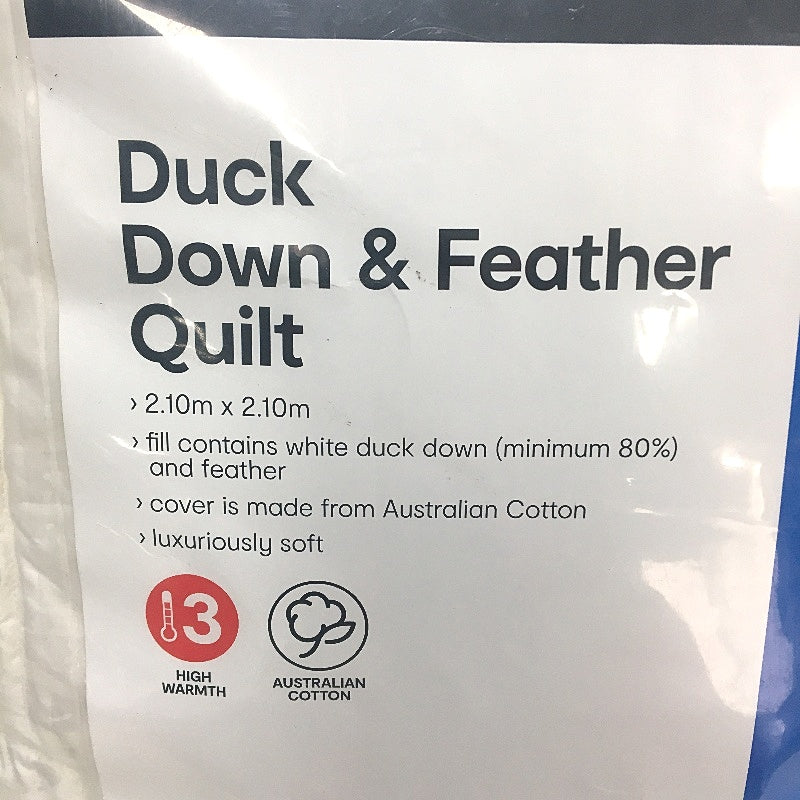 Duck
Down & Feather
Quilt
› 2.10m x 2.10m
› fill contains white duck down (minimum 80%)
and feather
› cover is made from Australian Cotton
› luxuriously soft
3
HIGH
WARMTH
AUSTRALIAN
COTTON